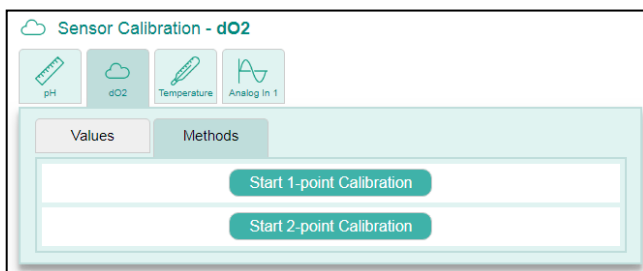 Sensor Calibration - dO2
pH dO2 Temperature Analog In 1
Values Methods
Start 1-point Calibration
Start 2-point Calibration